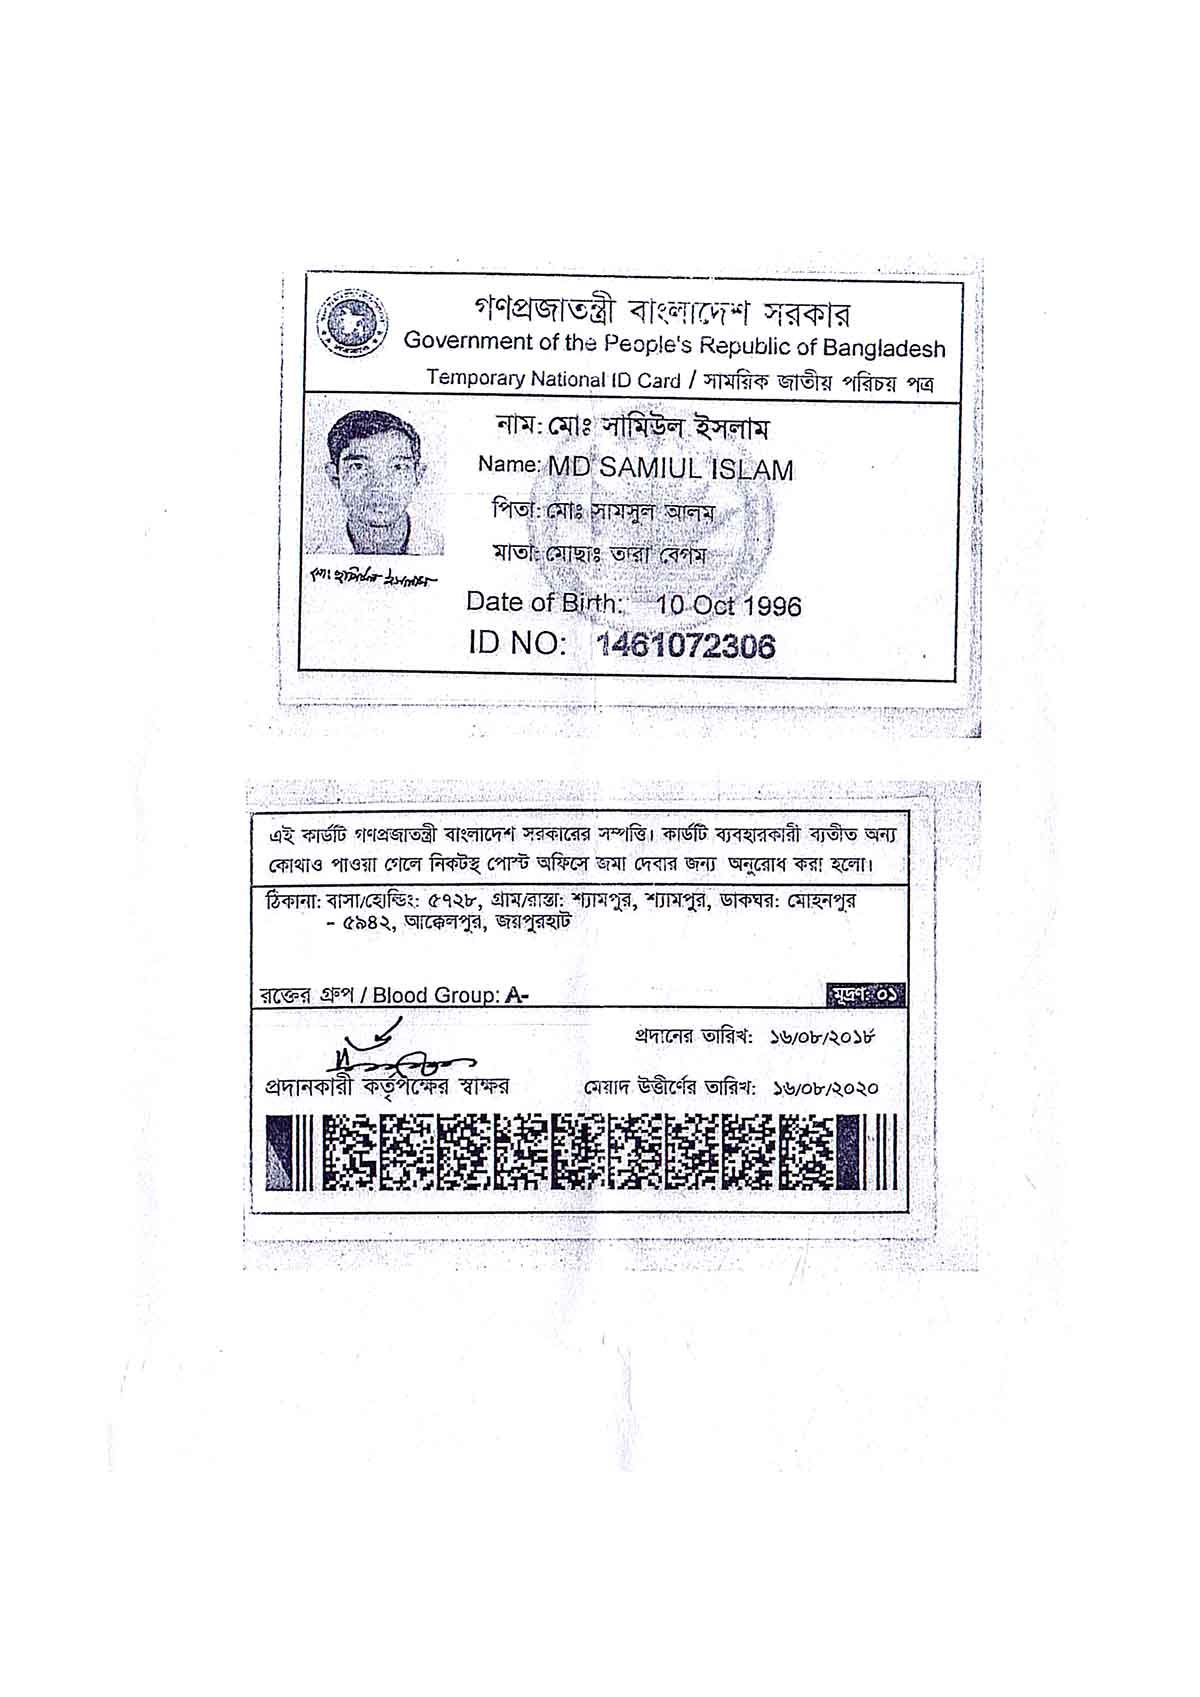 গণপ্রজাতন্ত্রী বাংলাদেশ সরকার
Government of the People's Republic of Bangladesh
Temporary National ID Card / সাময়িক জাতীয় পরিচয় পত্র
নাম: মোঃ সামিউল ইসলাম
Name: MD SAMIUL ISLAM
পিতা: মোঃ সামসুল আলম
মাতা: মোছাঃ তারা বেগম
Date of Birth: 10 Oct 1996
ID NO: 1461072306
এই কার্ডটি গণপ্রজাতন্ত্রী বাংলাদেশ সরকারের সম্পত্তি। কার্ডটি ব্যবহারকারী ব্যতীত অন্য
কোথাও পাওয়া গেলে নিকটস্থ পোস্ট অফিসে জমা দেবার জন্য অনুরোধ করা হলো।
ঠিকানা: বাসা/হোল্ডিং: ৫৭২৮, গ্রাম/রাস্তা: শ্যামপুর, শ্যামপুর, ডাকঘর: মোহনপুর
- ৫৯৪২, আক্কেলপুর, জয়পুরহাট
রক্তের গ্রুপ / Blood Group: A- মূদ্রণ: ০১
প্রদানের তারিখ: ১৬/০৮/২০১৮
প্রদানকারী কর্তৃপক্ষের স্বাক্ষর মেয়াদ উত্তীর্ণের তারিখ: ১৬/০৮/২০২০